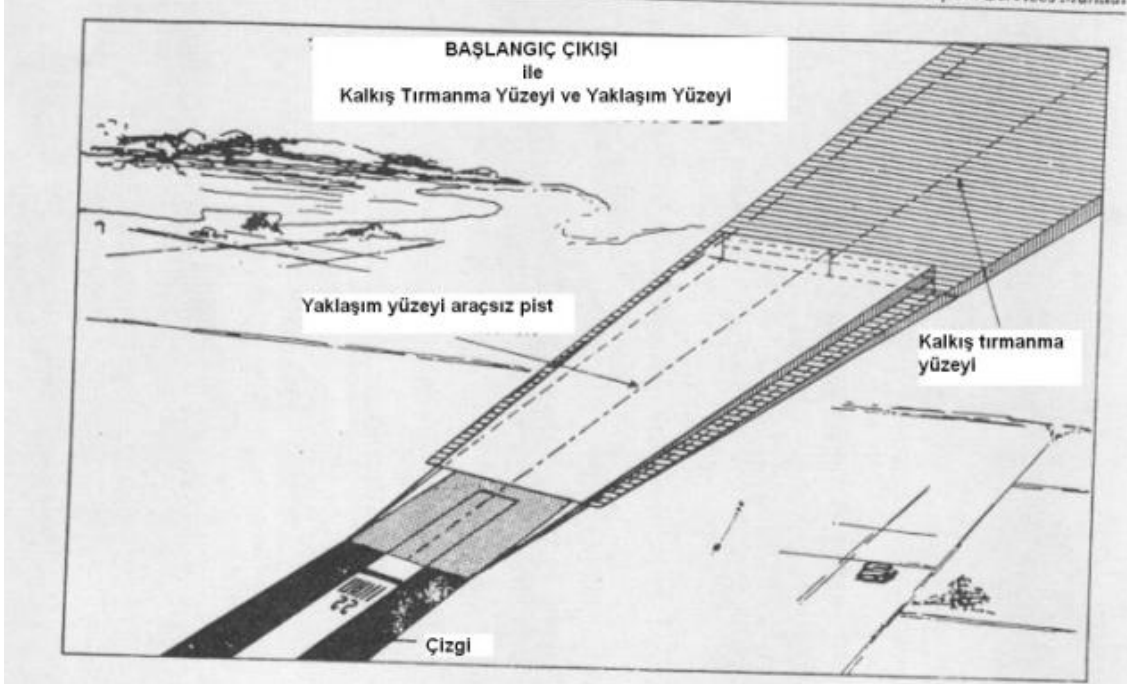 BAŞLANGIÇ ÇIKIŞI
ile
Kalkış Tırmanma Yüzeyi ve Yaklaşım Yüzeyi
Yaklaşım yüzeyi araçsız pist
Kalkış tırmanma
yüzeyi
22
Çizgi